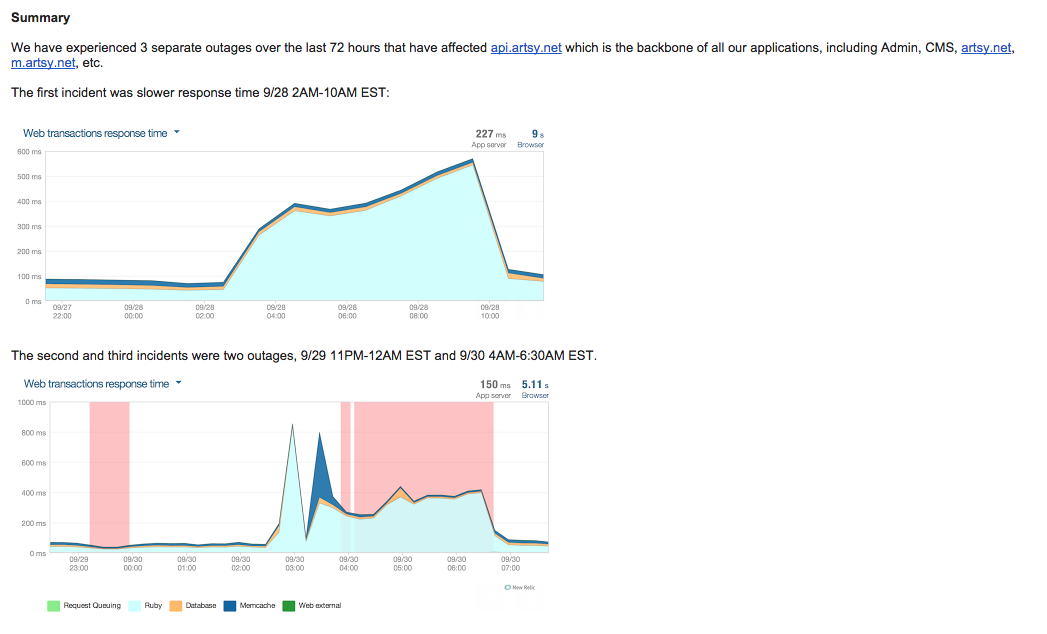 Summary
We have experienced 3 separate outages over the last 72 hours that have affected api.artsy.net which is the backbone of all our applications, including Admin, CMS, artsy.net,
m.artsy.net, etc.
The first incident was slower response time 9/28 2AM-10AM EST:
Web transactions response time
227 ms 9 s
App server Browser
600 ms
500 ms
400 ms
300 ms
200 ms
100 ms
0 ms
09/27 09/28 09/28 09/28 09/28 09/28 09/28
22:00 00:00 02:00 04:00 06:00 08:00 10:00
The second and third incidents were two outages, 9/29 11PM-12AM EST and 9/30 4AM-6:30AM EST.
Web transactions response time
150 ms 5.11 s
App server Browser
1000 ms
800 ms
600 ms
400 ms
200 ms
0 ms
09/29 09/30 09/30 09/30 09/30 09/30 09/30 09/30 09/30
23:00 00:00 01:00 02:00 03:00 04:00 05:00 06:00 07:00
New Relic
Request Queuing Ruby Database Memcache Web external